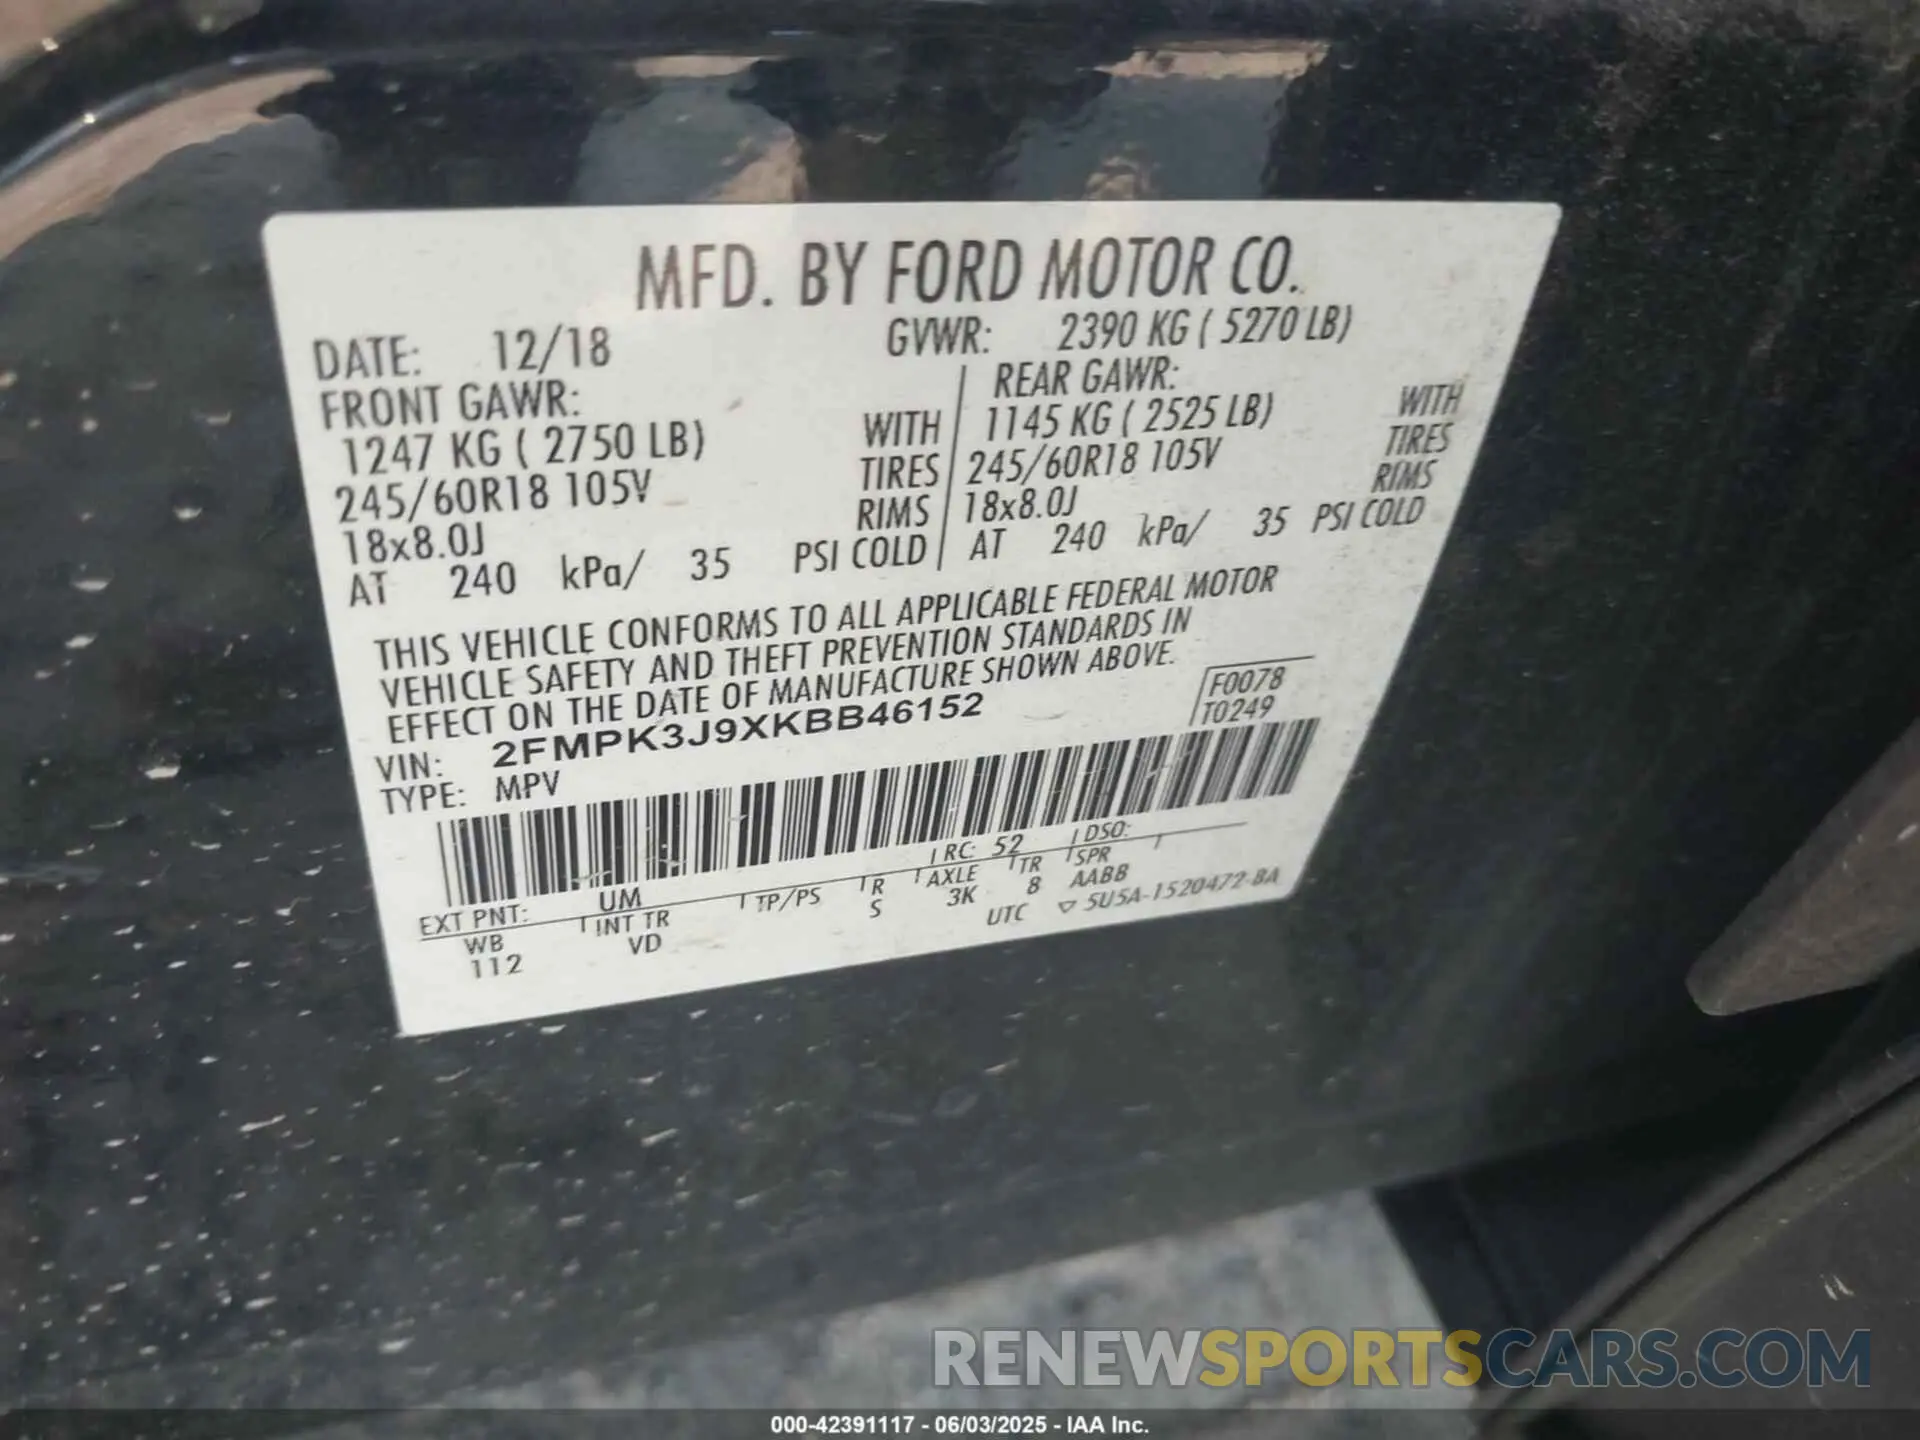 MFD. BY FORD MOTOR CO.
DATE: 12/18 GVWR: 2390 KG ( 5270 LB)
FRONT GAWR: REAR GAWR:
1247 KG ( 2750 LB) WITH 1145 KG ( 2525 LB) WITH
245/60R18 105V TIRES 245/60R18 105V TIRES
18x8.0J RIMS 18x8.0J RIMS
AT 240 kPa/ 35 PSI COLD AT 240 kPa/ 35 PSI COLD
THIS VEHICLE CONFORMS TO ALL APPLICABLE FEDERAL MOTOR
VEHICLE SAFETY AND THEFT PREVENTION STANDARDS IN
EFFECT ON THE DATE OF MANUFACTURE SHOWN ABOVE.
VIN: 2FMPK3J9XKBB46152 F0078
TYPE: MPV T0249
EXT PNT: UM RC: 52 DSO:
WB INT TR TP/PS R AXLE TR SPR
112 VD S 3K 8 AABB
UTC ▽ 5U5A-1520472-BA
RENEWSPORTSCARS.COM
000-42391117 - 06/03/2025 - IAA Inc.